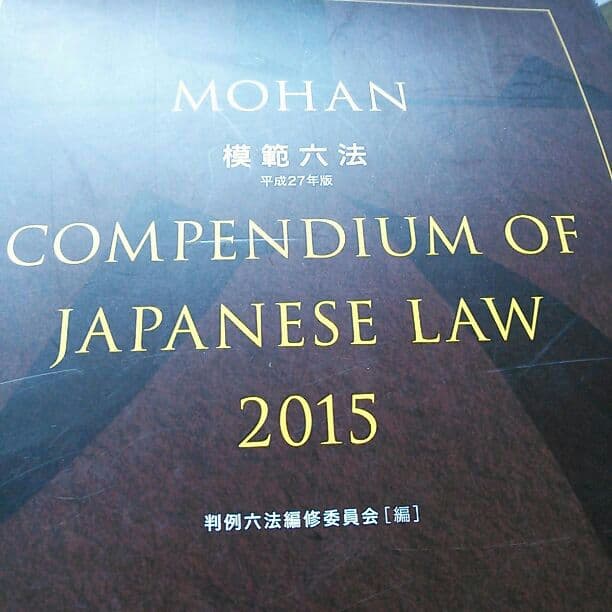 MOHAN
模範六法
平成27年版
COMPENDIUM OF
JAPANESE LAW
2015
判例六法編修委員会[編]